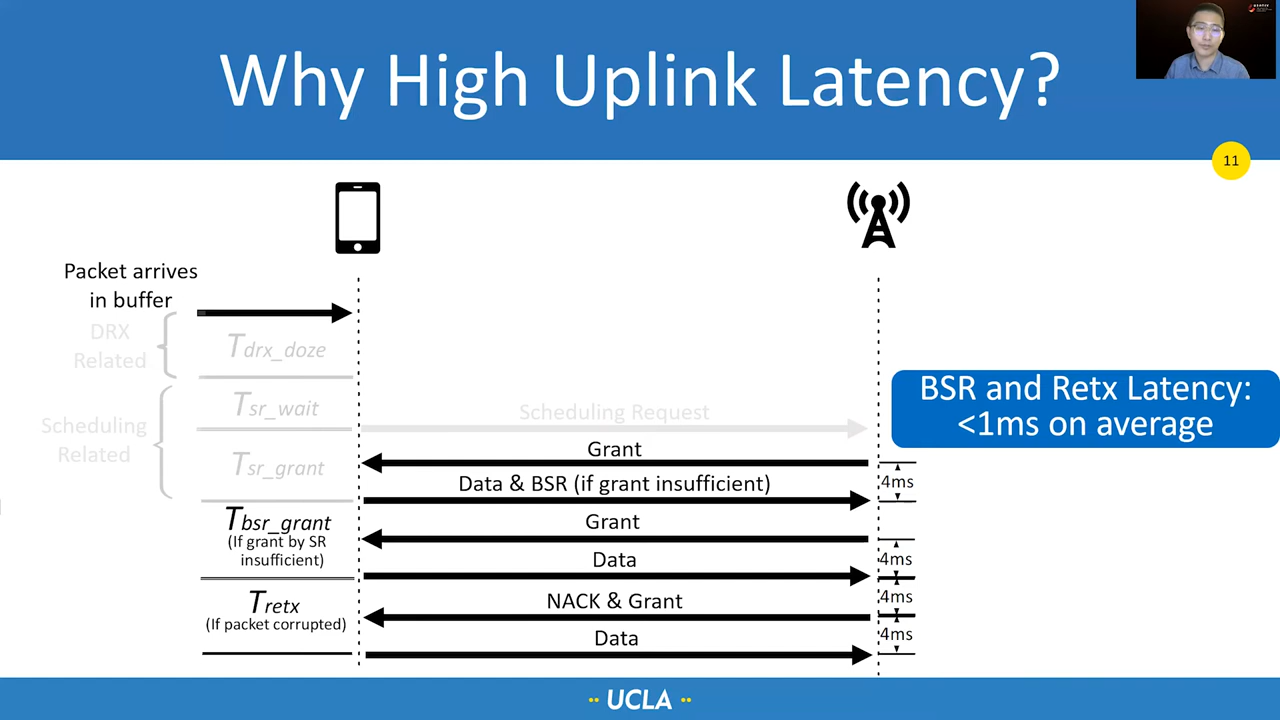 Why High Uplink Latency?
11
Packet arrives
in buffer
DRX
Related
Tdrx_doze
Tsr_wait
Scheduling
Related
Tsr_grant
Scheduling Request
Grant
Data & BSR (if grant insufficient)
4ms
BSR and Retx Latency:
<1ms on average
Tbsr_grant
(If grant by SR
insufficient)
Grant
Data
4ms
Tretx
(If packet corrupted)
NACK & Grant
4ms
Data
4ms
UCLA